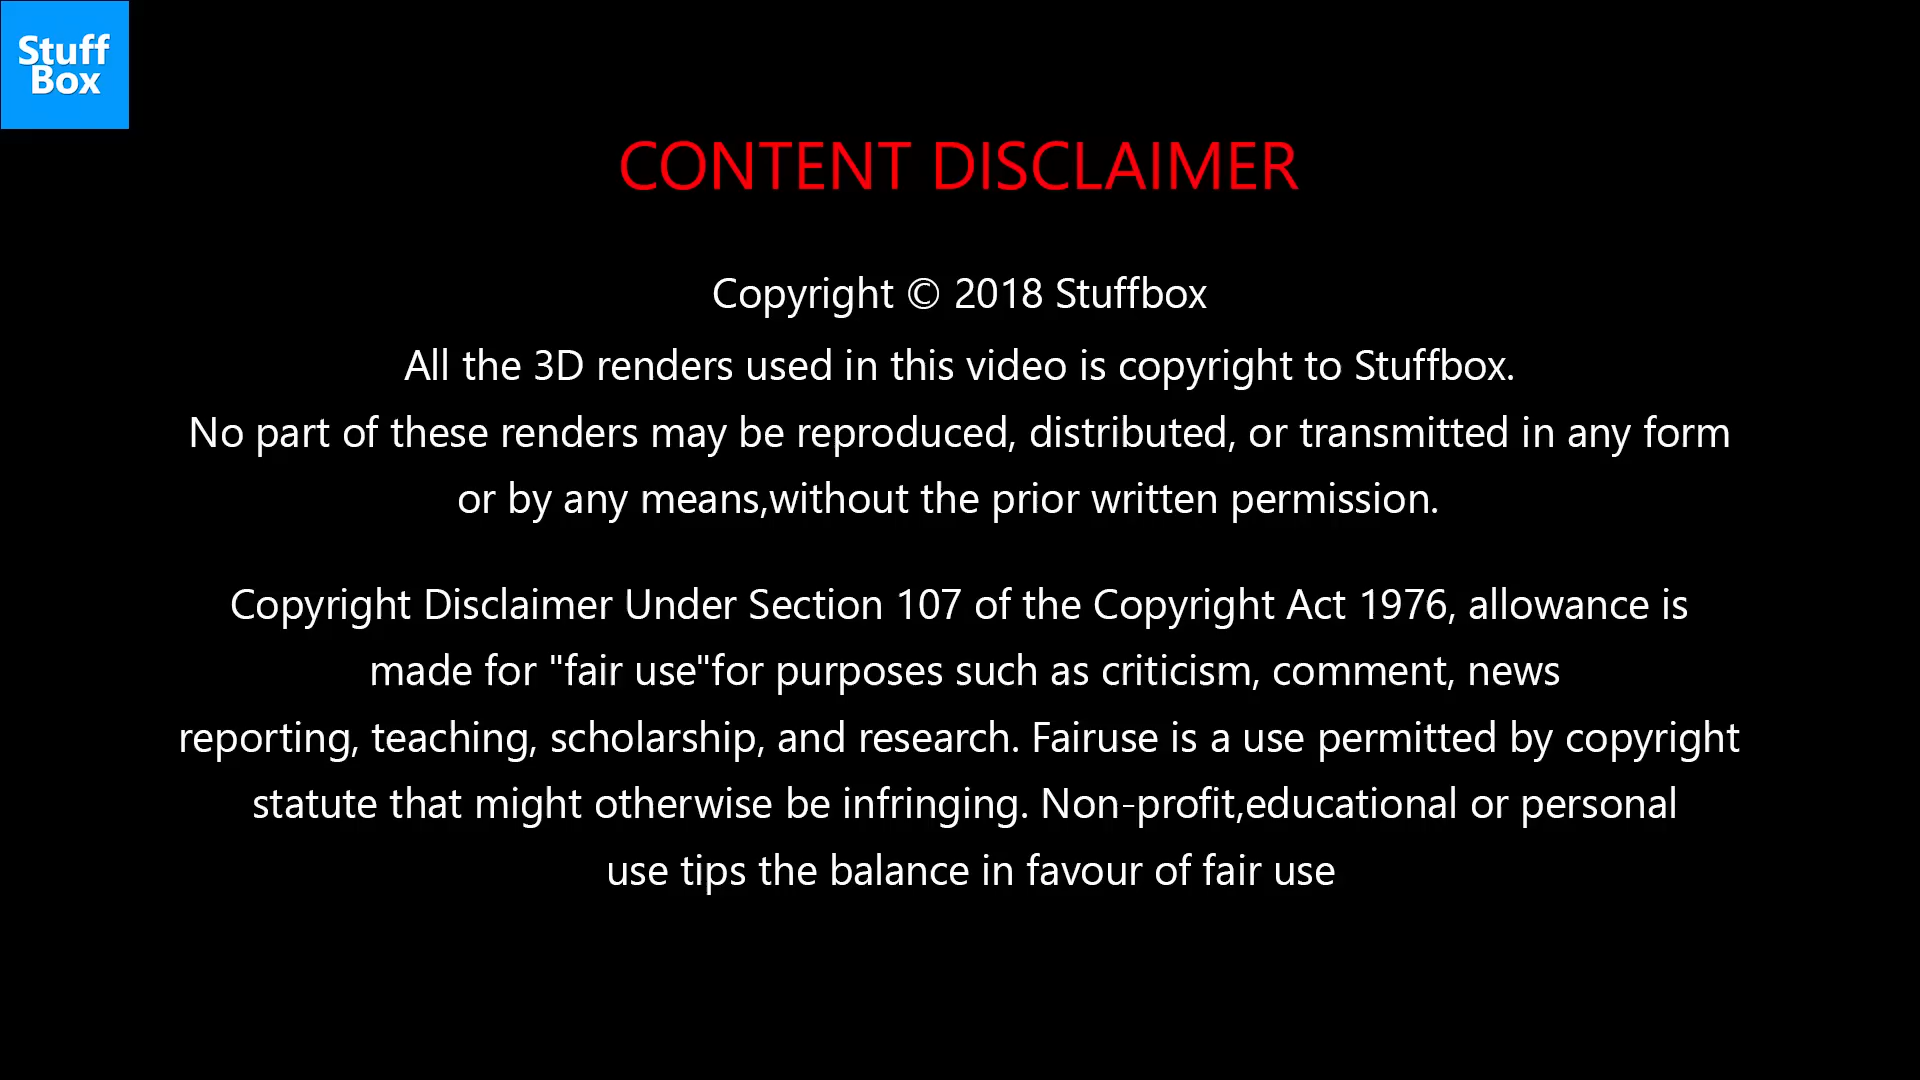 Stuff
Box
CONTENT DISCLAIMER
Copyright © 2018 Stuffbox
All the 3D renders used in this video is copyright to Stuffbox.
No part of these renders may be reproduced, distributed, or transmitted in any form
or by any means,without the prior written permission.
Copyright Disclaimer Under Section 107 of the Copyright Act 1976, allowance is
made for "fair use"for purposes such as criticism, comment, news
reporting, teaching, scholarship, and research. Fairuse is a use permitted by copyright
statute that might otherwise be infringing. Non-profit,educational or personal
use tips the balance in favour of fair use